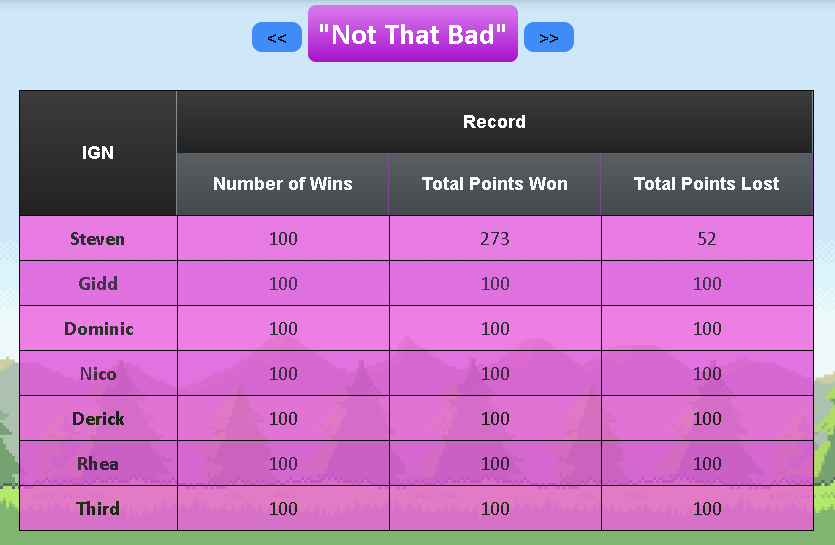 << "Not That Bad" >>
IGN Record
Number of Wins Total Points Won Total Points Lost
Steven 100 273 52
Gidd 100 100 100
Dominic 100 100 100
Nico 100 100 100
Derick 100 100 100
Rhea 100 100 100
Third 100 100 100